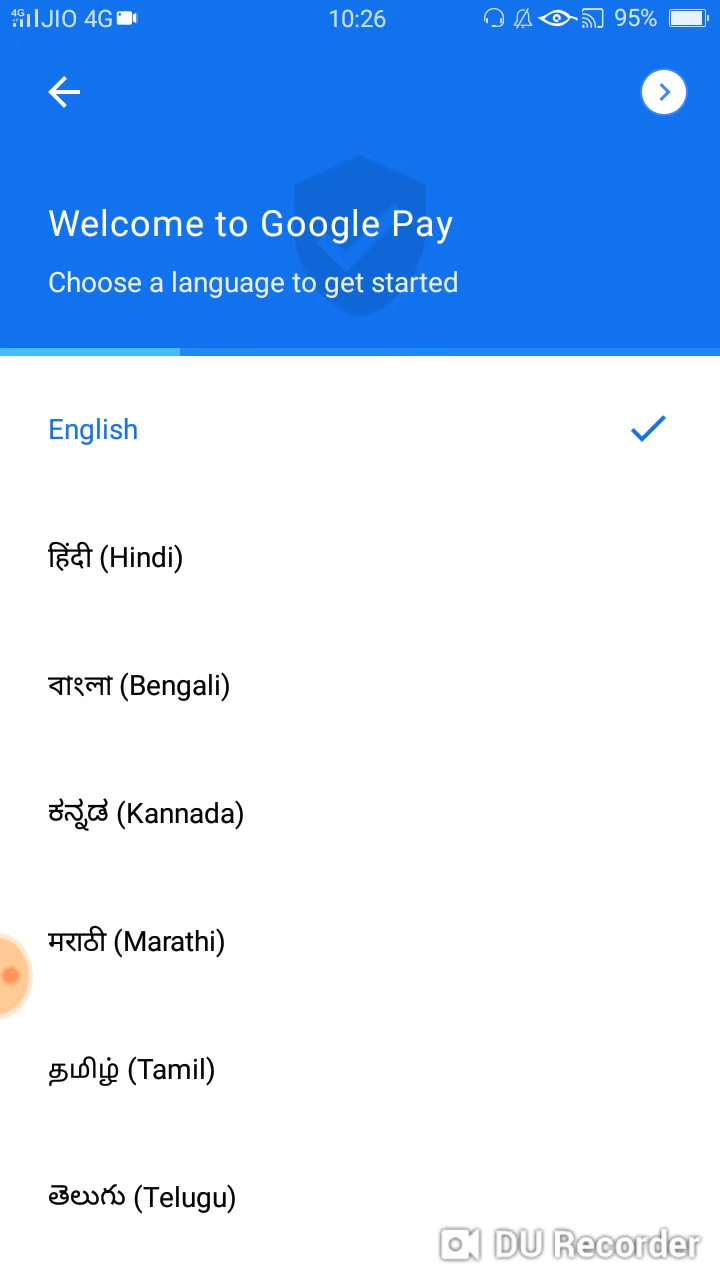 4G JIO 4G 10:26 95%
Welcome to Google Pay
Choose a language to get started
English
हिंदी (Hindi)
বাংলা (Bengali)
ಕನ್ನಡ (Kannada)
मराठी (Marathi)
தமிழ் (Tamil)
తెలుగు (Telugu)
DU Recorder